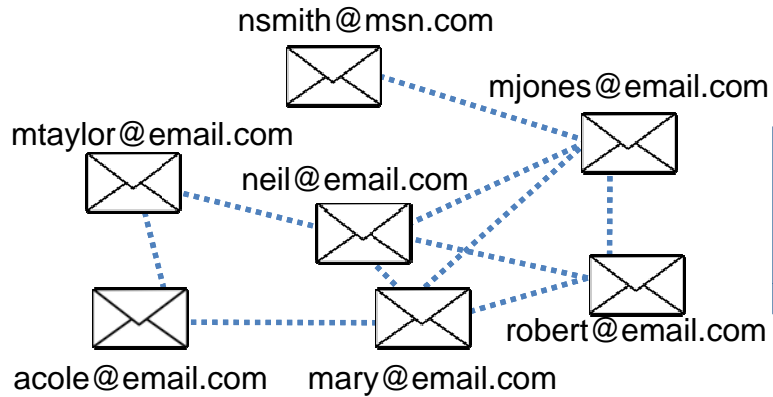 nsmith@msn.com
mjones@email.com
mtaylor@email.com
neil@email.com
robert@email.com
acole@email.com
mary@email.com